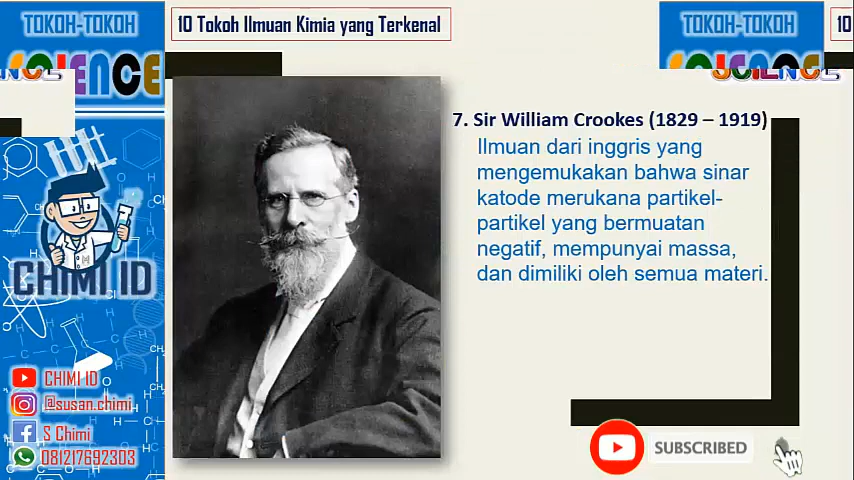 TOKOH-TOKOH
SCIENCE
10 Tokoh Ilmuan Kimia yang Terkenal
TOKOH-TOKOH
SCIENCE
10
7. Sir William Crookes (1829 – 1919)
Ilmuan dari inggris yang
mengemukakan bahwa sinar
katode merukana partikel-
partikel yang bermuatan
negatif, mempunyai massa,
dan dimiliki oleh semua materi.
CHIMI ID
CHIMI ID
@susan.chimi
S Chimi
081217692303
SUBSCRIBED